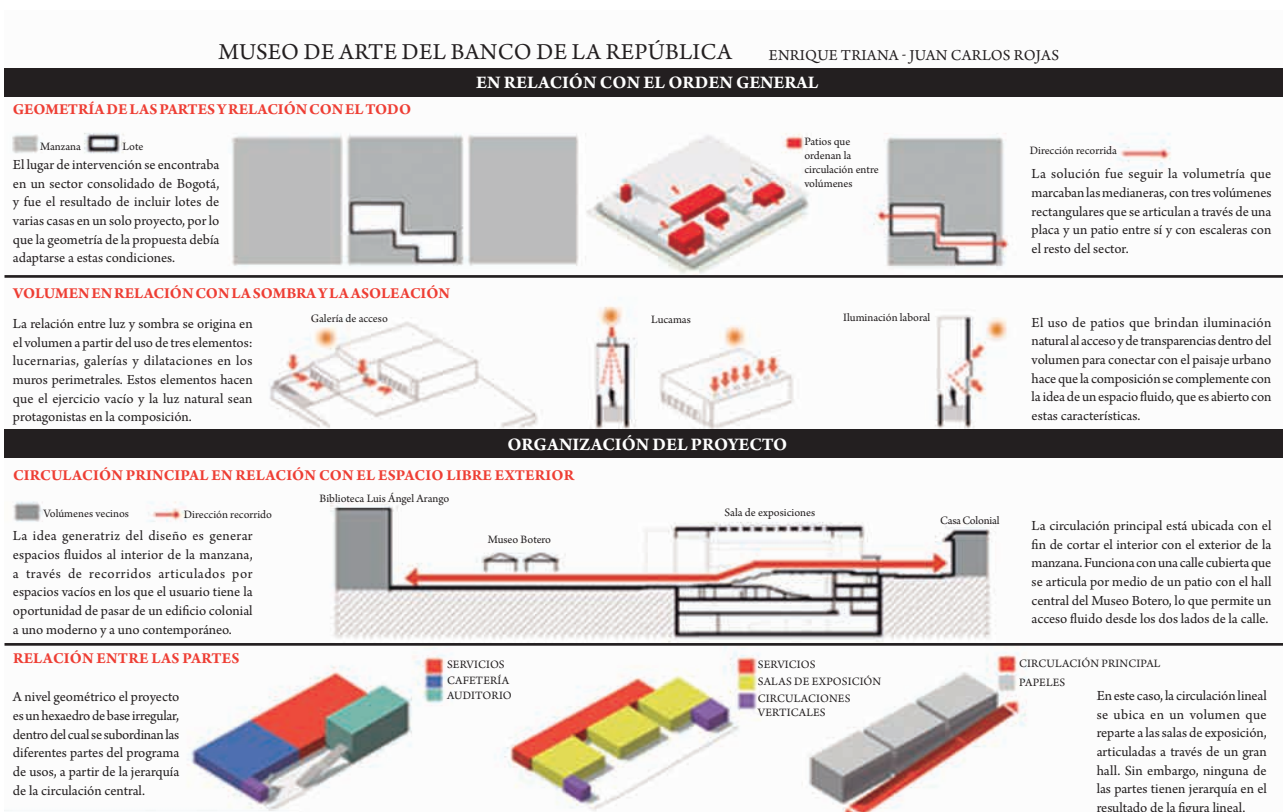 MUSEO DE ARTE DEL BANCO DE LA REPÚBLICA ENRIQUE TRIANA - JUAN CARLOS ROJAS
EN RELACIÓN CON EL ORDEN GENERAL
GEOMETRÍA DE LAS PARTES Y RELACIÓN CON EL TODO
Manzana Lote
El lugar de intervención se encontraba
en un sector consolidado de Bogotá,
y fue el resultado de incluir lotes de
varias casas en un solo proyecto, por lo
que la geometría de la propuesta debía
adaptarse a estas condiciones.
Patios que
ordenan la
circulación entre
volúmenes
Dirección recorrida
La solución fue seguir la volumetría que
marcaban las medianeras, con tres volúmenes
rectangulares que se articulan a través de una
placa y un patio entre sí y con escaleras con
el resto del sector.
VOLUMEN EN RELACIÓN CON LA SOMBRA Y LA ASOLEACIÓN
La relación entre luz y sombra se origina en
el volumen a partir del uso de tres elementos:
lucernarias, galerías y dilataciones en los
muros perimetrales. Estos elementos hacen
que el ejercicio vacío y la luz natural sean
protagonistas en la composición.
Galería de acceso
Lucamas
Iluminación laboral
El uso de patios que brindan iluminación
natural al acceso y de transparencias dentro del
volumen para conectar con el paisaje urbano
hace que la composición se complemente con
la idea de un espacio fluido, que es abierto con
estas características.
ORGANIZACIÓN DEL PROYECTO
CIRCULACIÓN PRINCIPAL EN RELACIÓN CON EL ESPACIO LIBRE EXTERIOR
Volúmenes vecinos Dirección recorrido
La idea generatriz del diseño es generar
espacios fluidos al interior de la manzana,
a través de recorridos articulados por
espacios vacíos en los que el usuario tiene la
oportunidad de pasar de un edificio colonial
a uno moderno y a uno contemporáneo.
Biblioteca Luis Ángel Arango
Museo Botero
Sala de exposiciones
Casa Colonial
La circulación principal está ubicada con el
fin de cortar el interior con el exterior de la
manzana. Funciona con una calle cubierta que
se articula por medio de un patio con el hall
central del Museo Botero, lo que permite un
acceso fluido desde los dos lados de la calle.
RELACIÓN ENTRE LAS PARTES
A nivel geométrico el proyecto
es un hexaedro de base irregular,
dentro del cual se subordinan las
diferentes partes del programa
de usos, a partir de la jerarquía
de la circulación central.
SERVICIOS
CAFETERÍA
AUDITORIO
SERVICIOS
SALAS DE EXPOSICIÓN
CIRCULACIONES
VERTICALES
CIRCULACIÓN PRINCIPAL
PAPELES
En este caso, la circulación lineal
se ubica en un volumen que
reparte a las salas de exposición,
articuladas a través de un gran
hall. Sin embargo, ninguna de
las partes tienen jerarquía en el
resultado de la figura lineal.